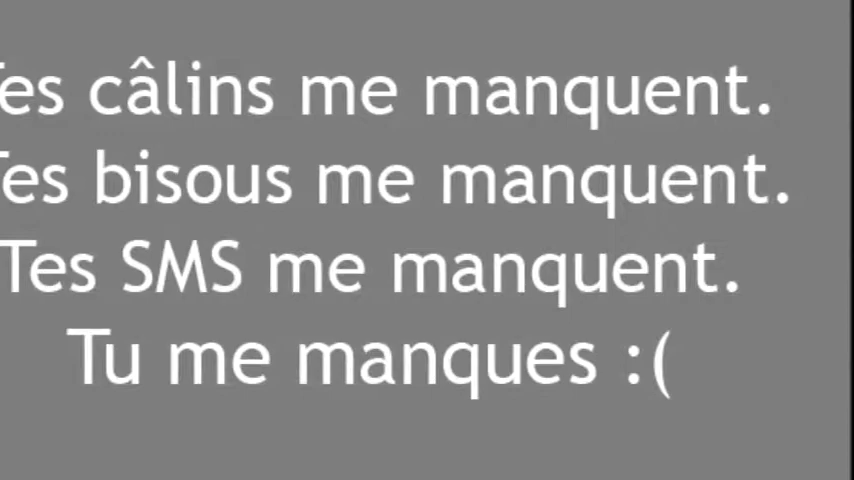 Tes câlins me manquent.
Tes bisous me manquent.
Tes SMS me manquent.
Tu me manques :(